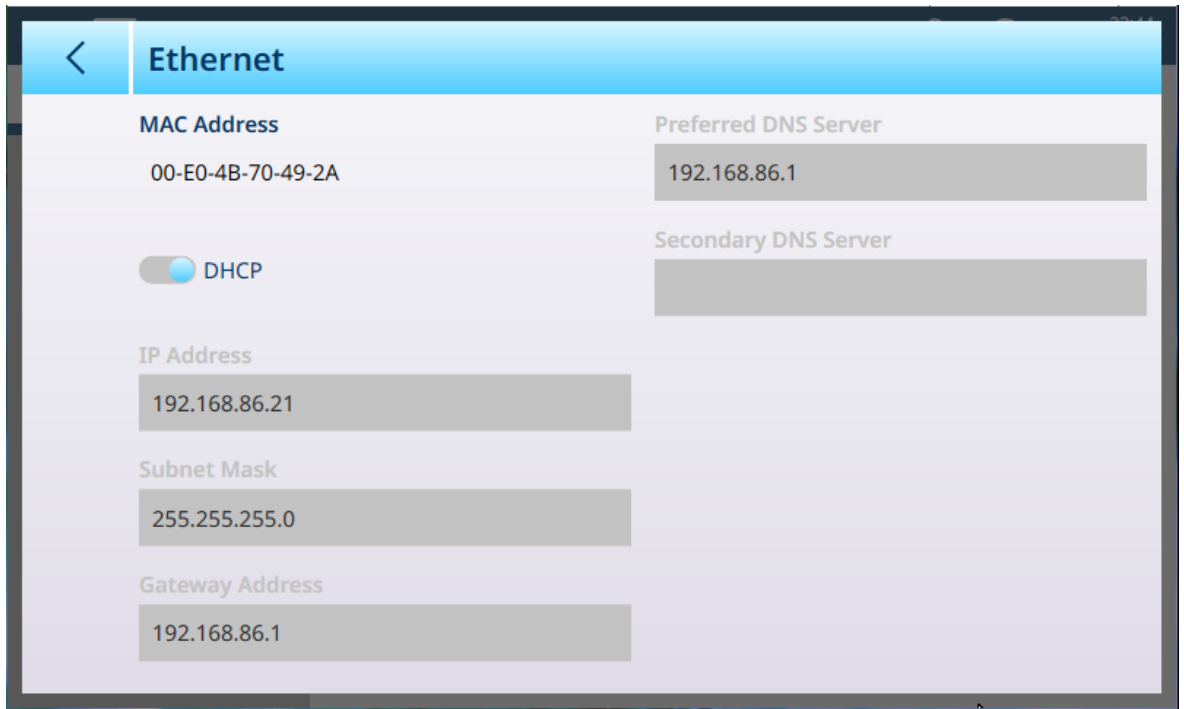 Ethernet
MAC Address
00-E0-4B-70-49-2A
DHCP
IP Address
192.168.86.21
Subnet Mask
255.255.255.0
Gateway Address
192.168.86.1
Preferred DNS Server
192.168.86.1
Secondary DNS Server